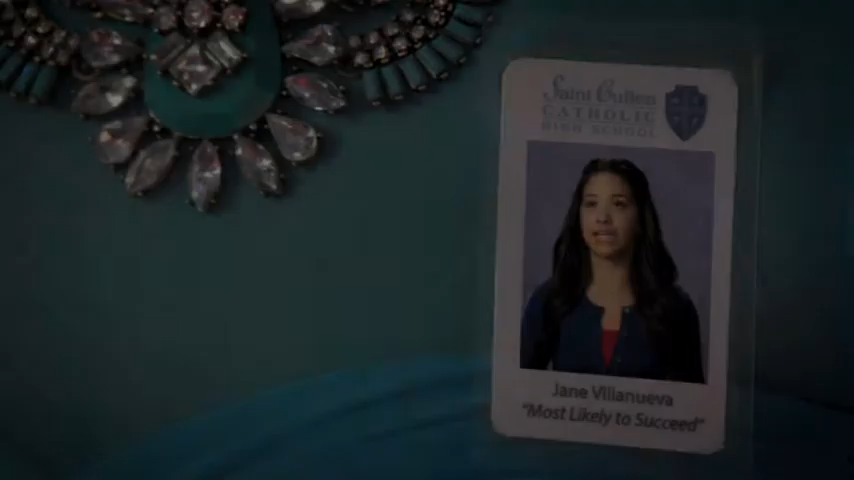 Saint Cullen
CATHOLIC
HIGH SCHOOL
Jane Villanueva
"Most Likely to Succeed"